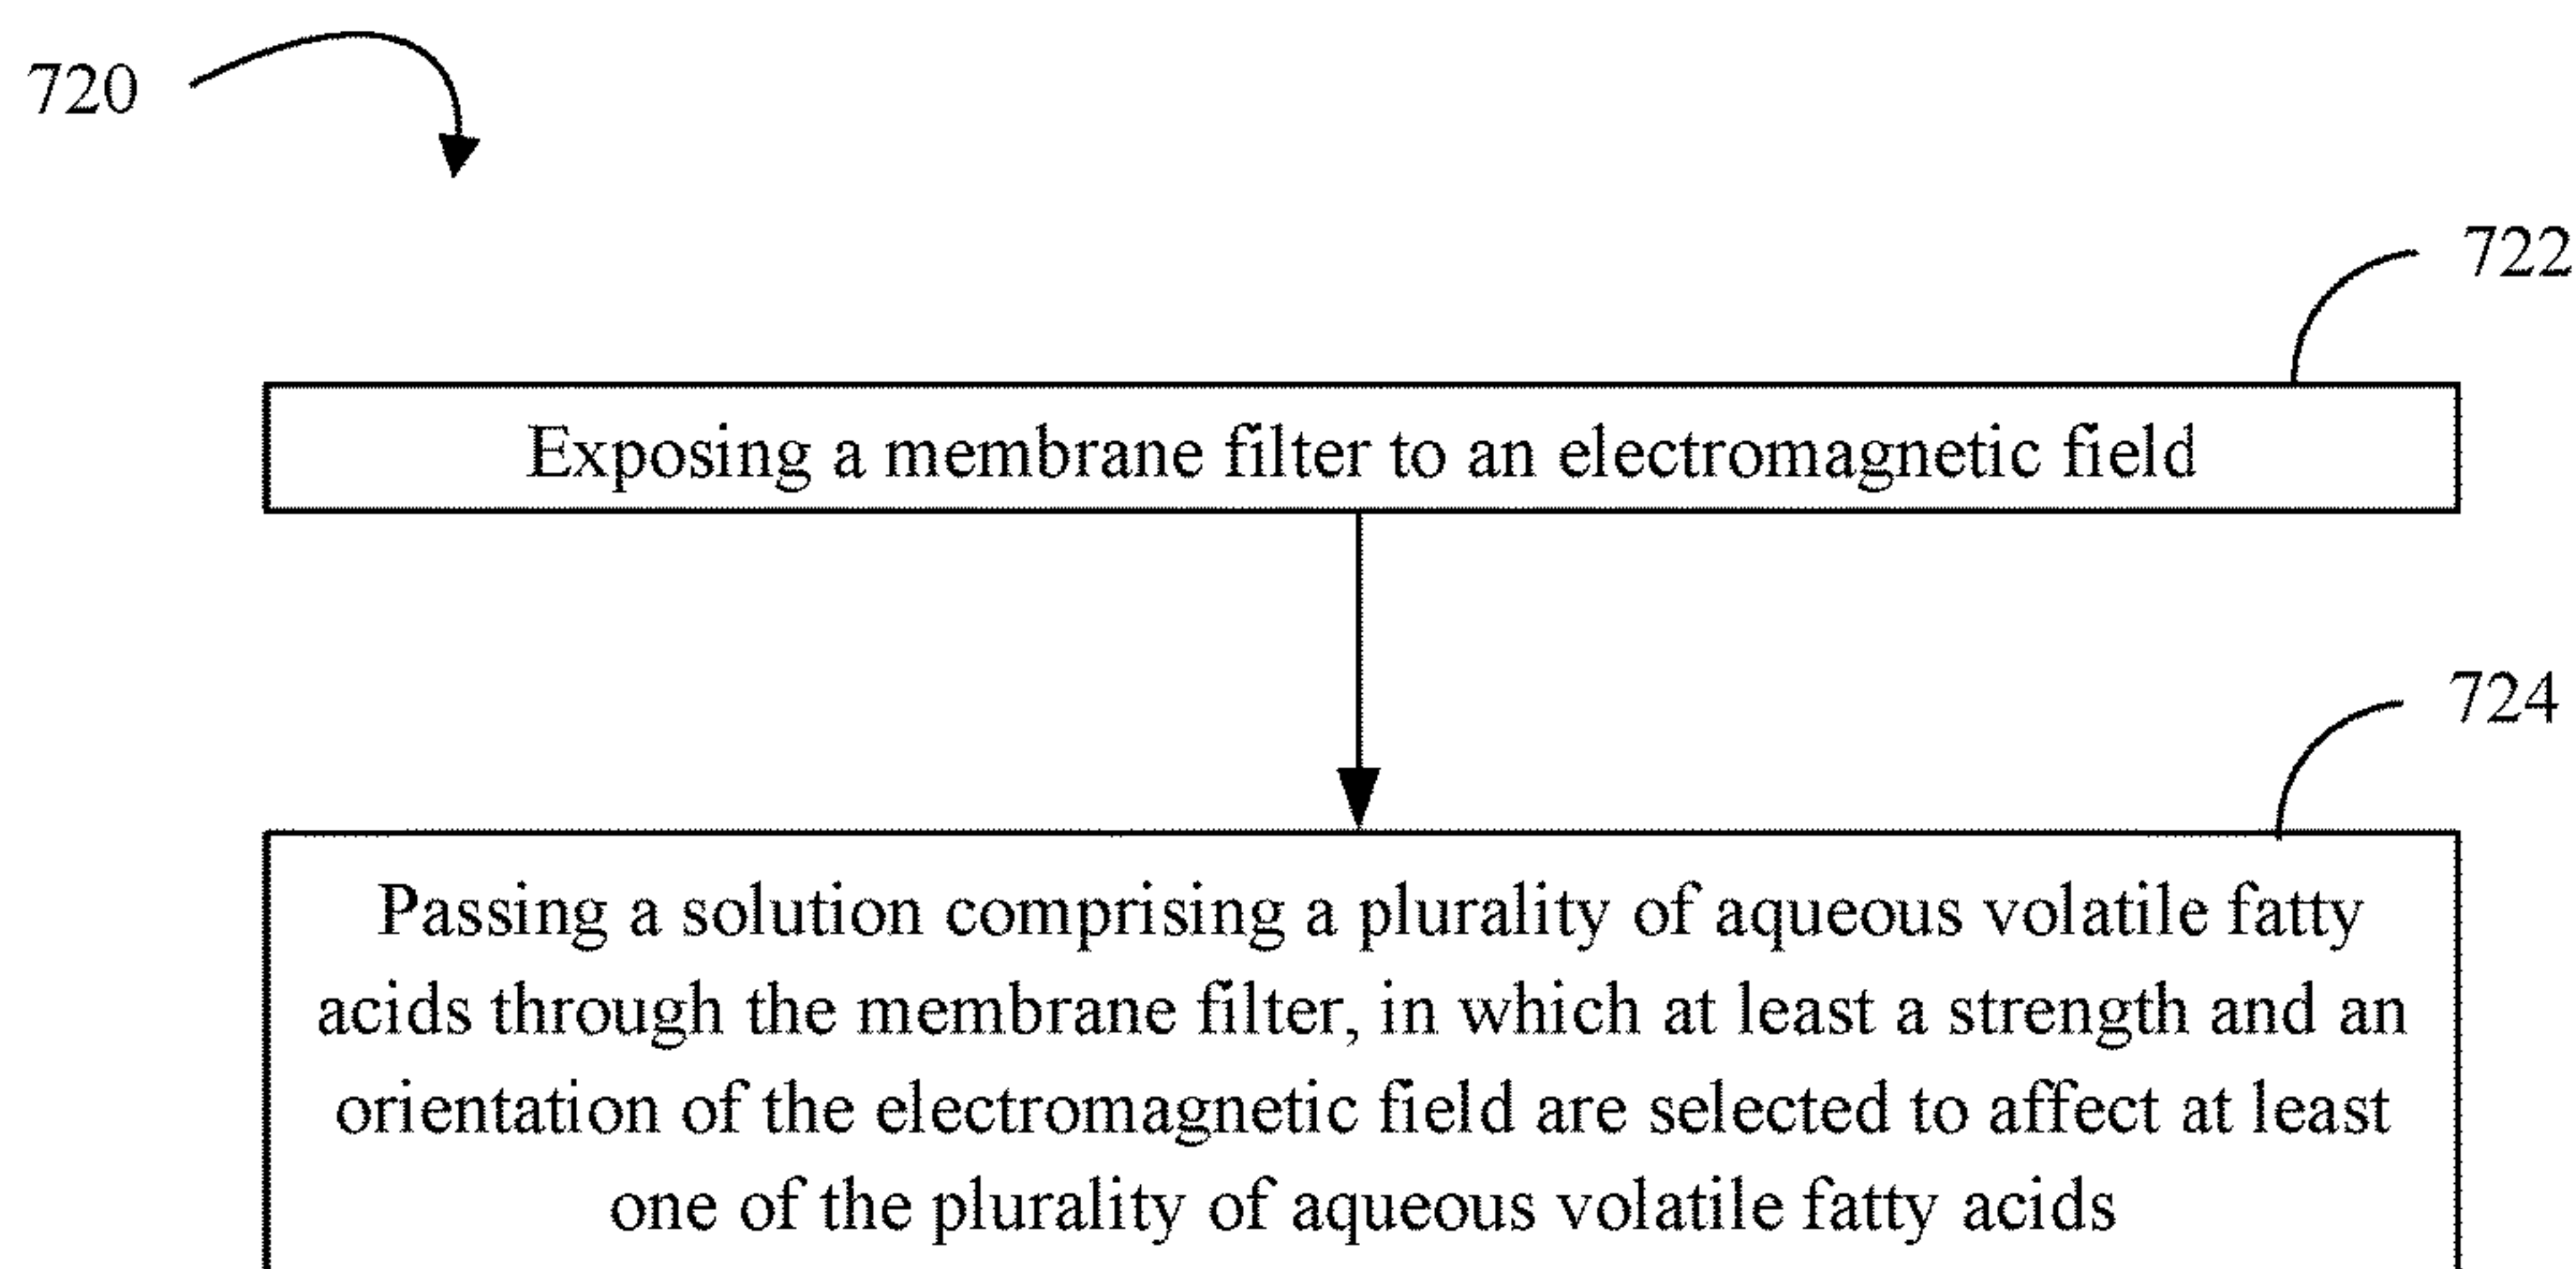 720
722
Exposing a membrane filter to an electromagnetic field
724
Passing a solution comprising a plurality of aqueous volatile fatty
acids through the membrane filter, in which at least a strength and an
orientation of the electromagnetic field are selected to affect at least
one of the plurality of aqueous volatile fatty acids